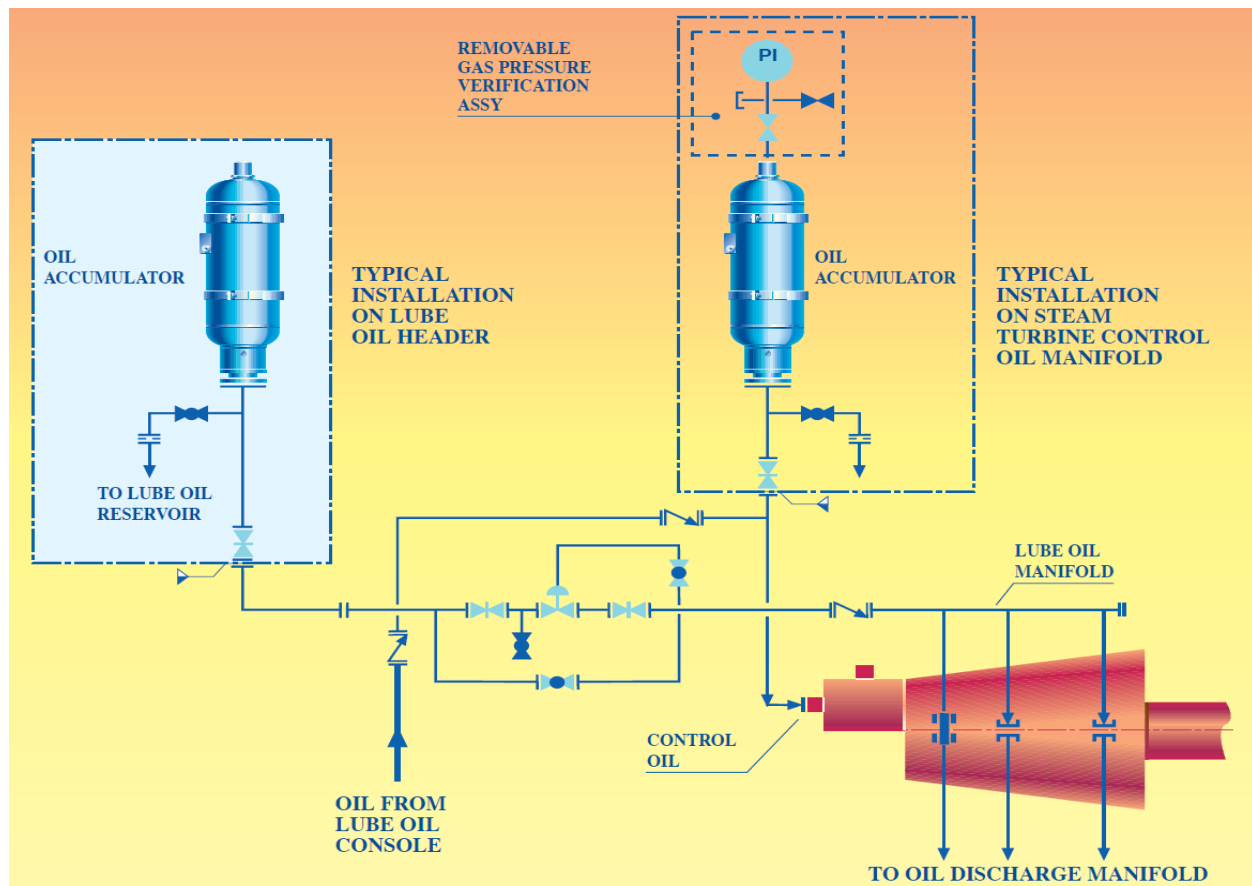 REMOVABLE
GAS PRESSURE
VERIFICATION
ASSY
PI
OIL
ACCUMULATOR
TYPICAL
INSTALLATION
ON LUBE
OIL HEADER
OIL
ACCUMULATOR
TYPICAL
INSTALLATION
ON STEAM
TURBINE CONTROL
OIL MANIFOLD
TO LUBE OIL
RESERVOIR
LUBE OIL
MANIFOLD
CONTROL
OIL
OIL FROM
LUBE OIL
CONSOLE
TO OIL DISCHARGE MANIFOLD